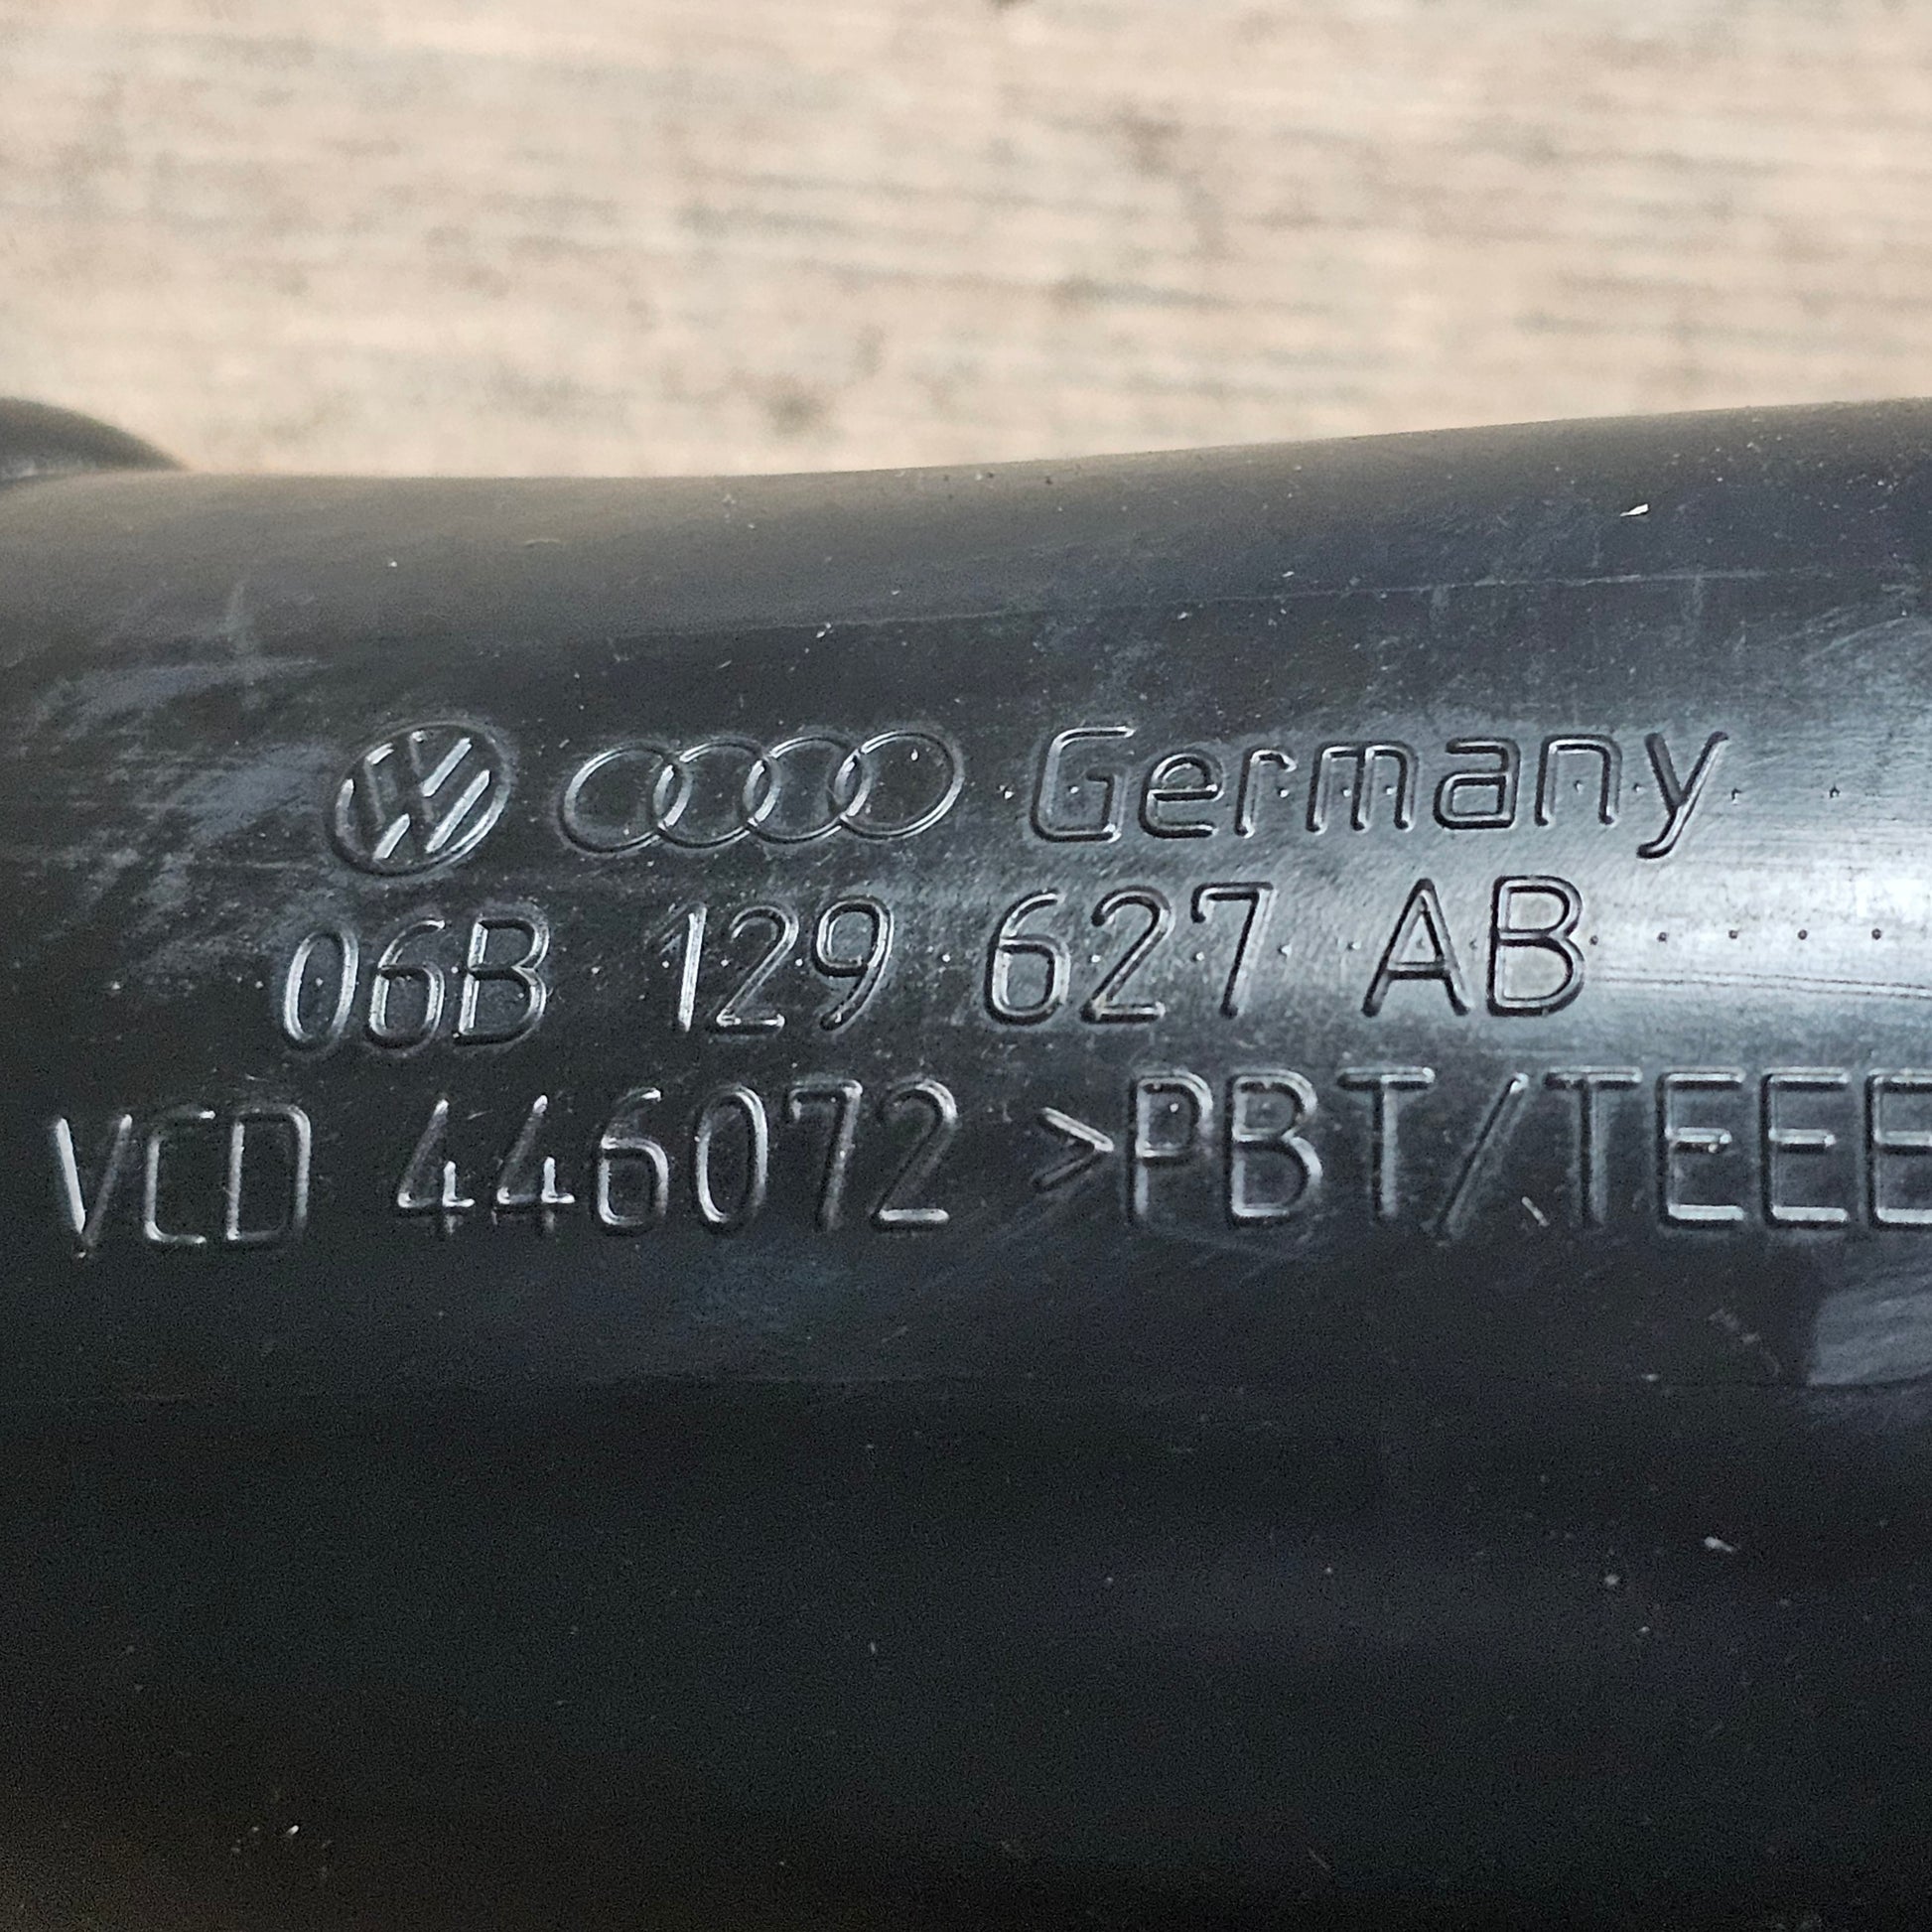 Germany
06B 129 627 AB
VCD 446072 >PBT/TEEE